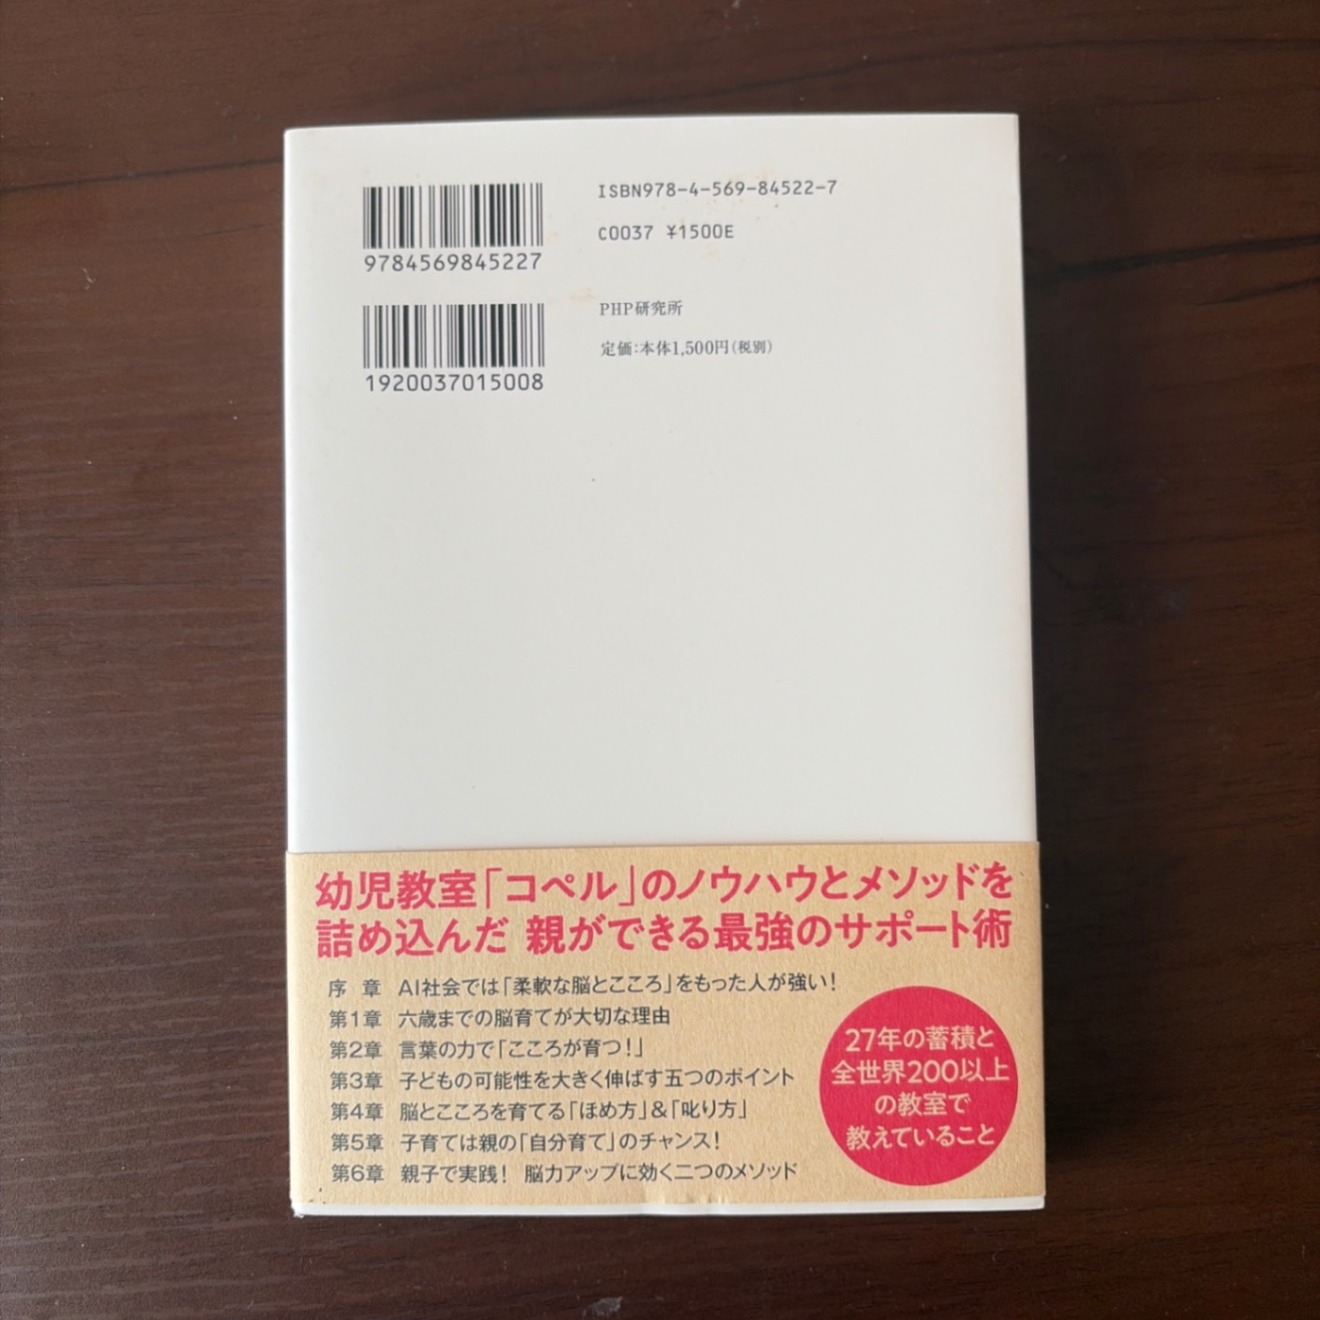 9784569845227
1920037015008
ISBN978-4-569-84522-7
C0037 ¥1500E
PHP研究所
定価:本体1,500円(税別)
幼児教室「コペル」のノウハウとメソッドを
詰め込んだ 親ができる最強のサポート術
序 章 AI社会では「柔軟な脳とこころ」をもった人が強い!
第1章 六歳までの脳育てが大切な理由
第2章 言葉の力で「こころが育つ!」
第3章 子どもの可能性を大きく伸ばす五つのポイント
第4章 脳とこころを育てる「ほめ方」&「叱り方」
第5章 子育ては親の「自分育て」のチャンス!
第6章 親子で実践! 脳力アップに効く二つのメソッド
27年の蓄積と
全世界200以上
の教室で
教えていること